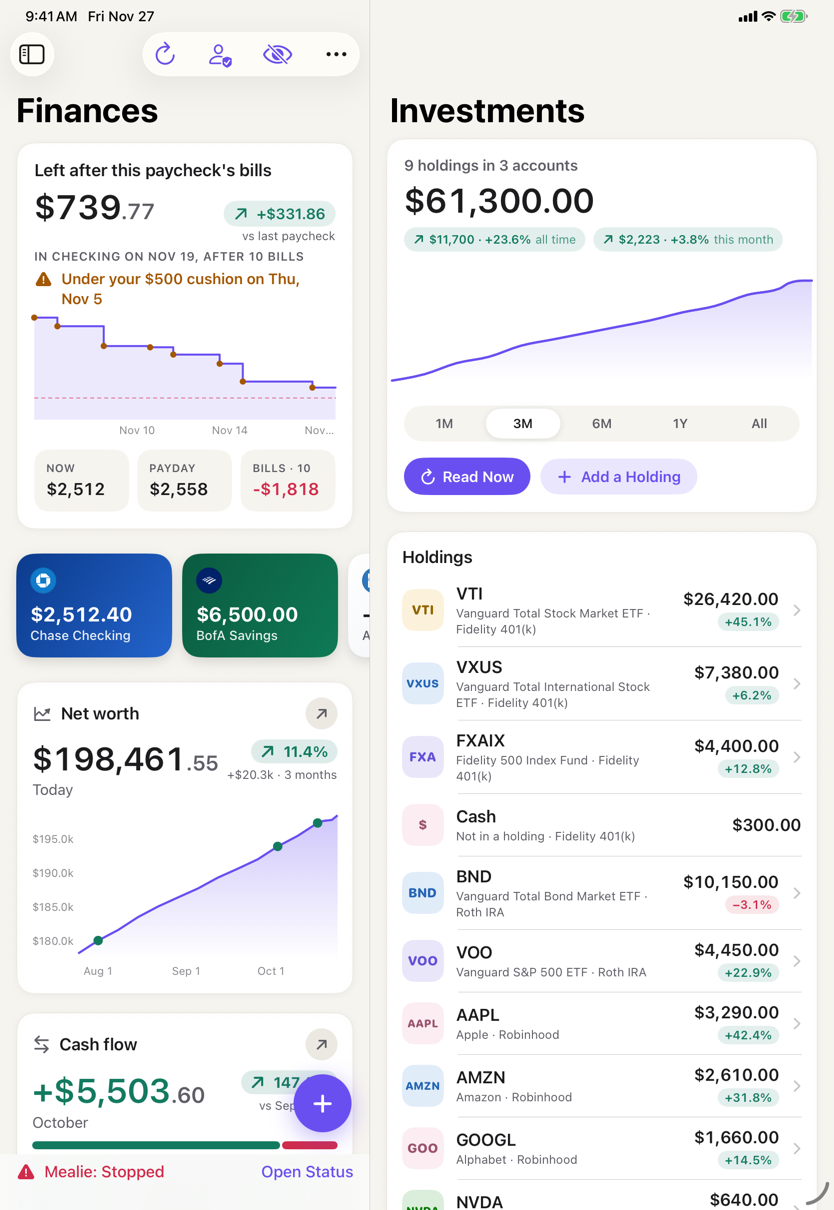 9:41 AM Fri Nov 27
Finances
Left after this paycheck's bills
$739.77
+$331.86
vs last paycheck
IN CHECKING ON NOV 19, AFTER 10 BILLS
Under your $500 cushion on Thu,
Nov 5
Nov 10 Nov 14 Nov...
NOW PAYDAY BILLS · 10
$2,512 $2,558 -$1,818
$2,512.40
Chase Checking
$6,500.00
BofA Savings
Net worth
$198,461.55
11.4%
+$20.3k · 3 months
Today
$195.0k
$190.0k
$185.0k
$180.0k
Aug 1 Sep 1 Oct 1
Cash flow
+$5,503.60
147
vs Sep
October
Mealie: Stopped Open Status
Investments
9 holdings in 3 accounts
$61,300.00
$11,700 · +23.6% all time $2,223 · +3.8% this month
1M 3M 6M 1Y All
Read Now + Add a Holding
Holdings
VTI
VTI
Vanguard Total Stock Market ETF ·
Fidelity 401(k)
$26,420.00
+45.1%
VXUS
VXUS
Vanguard Total International Stock
ETF · Fidelity 401(k)
$7,380.00
+6.2%
FXA
FXAIX
Fidelity 500 Index Fund · Fidelity
401(k)
$4,400.00
+12.8%
$
Cash
Not in a holding · Fidelity 401(k)
$300.00
BND
BND
Vanguard Total Bond Market ETF ·
Roth IRA
$10,150.00
−3.1%
VOO
VOO
Vanguard S&P 500 ETF · Roth IRA
$4,450.00
+22.9%
AAPL
AAPL
Apple · Robinhood
$3,290.00
+42.4%
AMZN
AMZN
Amazon · Robinhood
$2,610.00
+31.8%
GOO
GOOGL
Alphabet · Robinhood
$1,660.00
+14.5%
NVDA
NVDA
$640.00